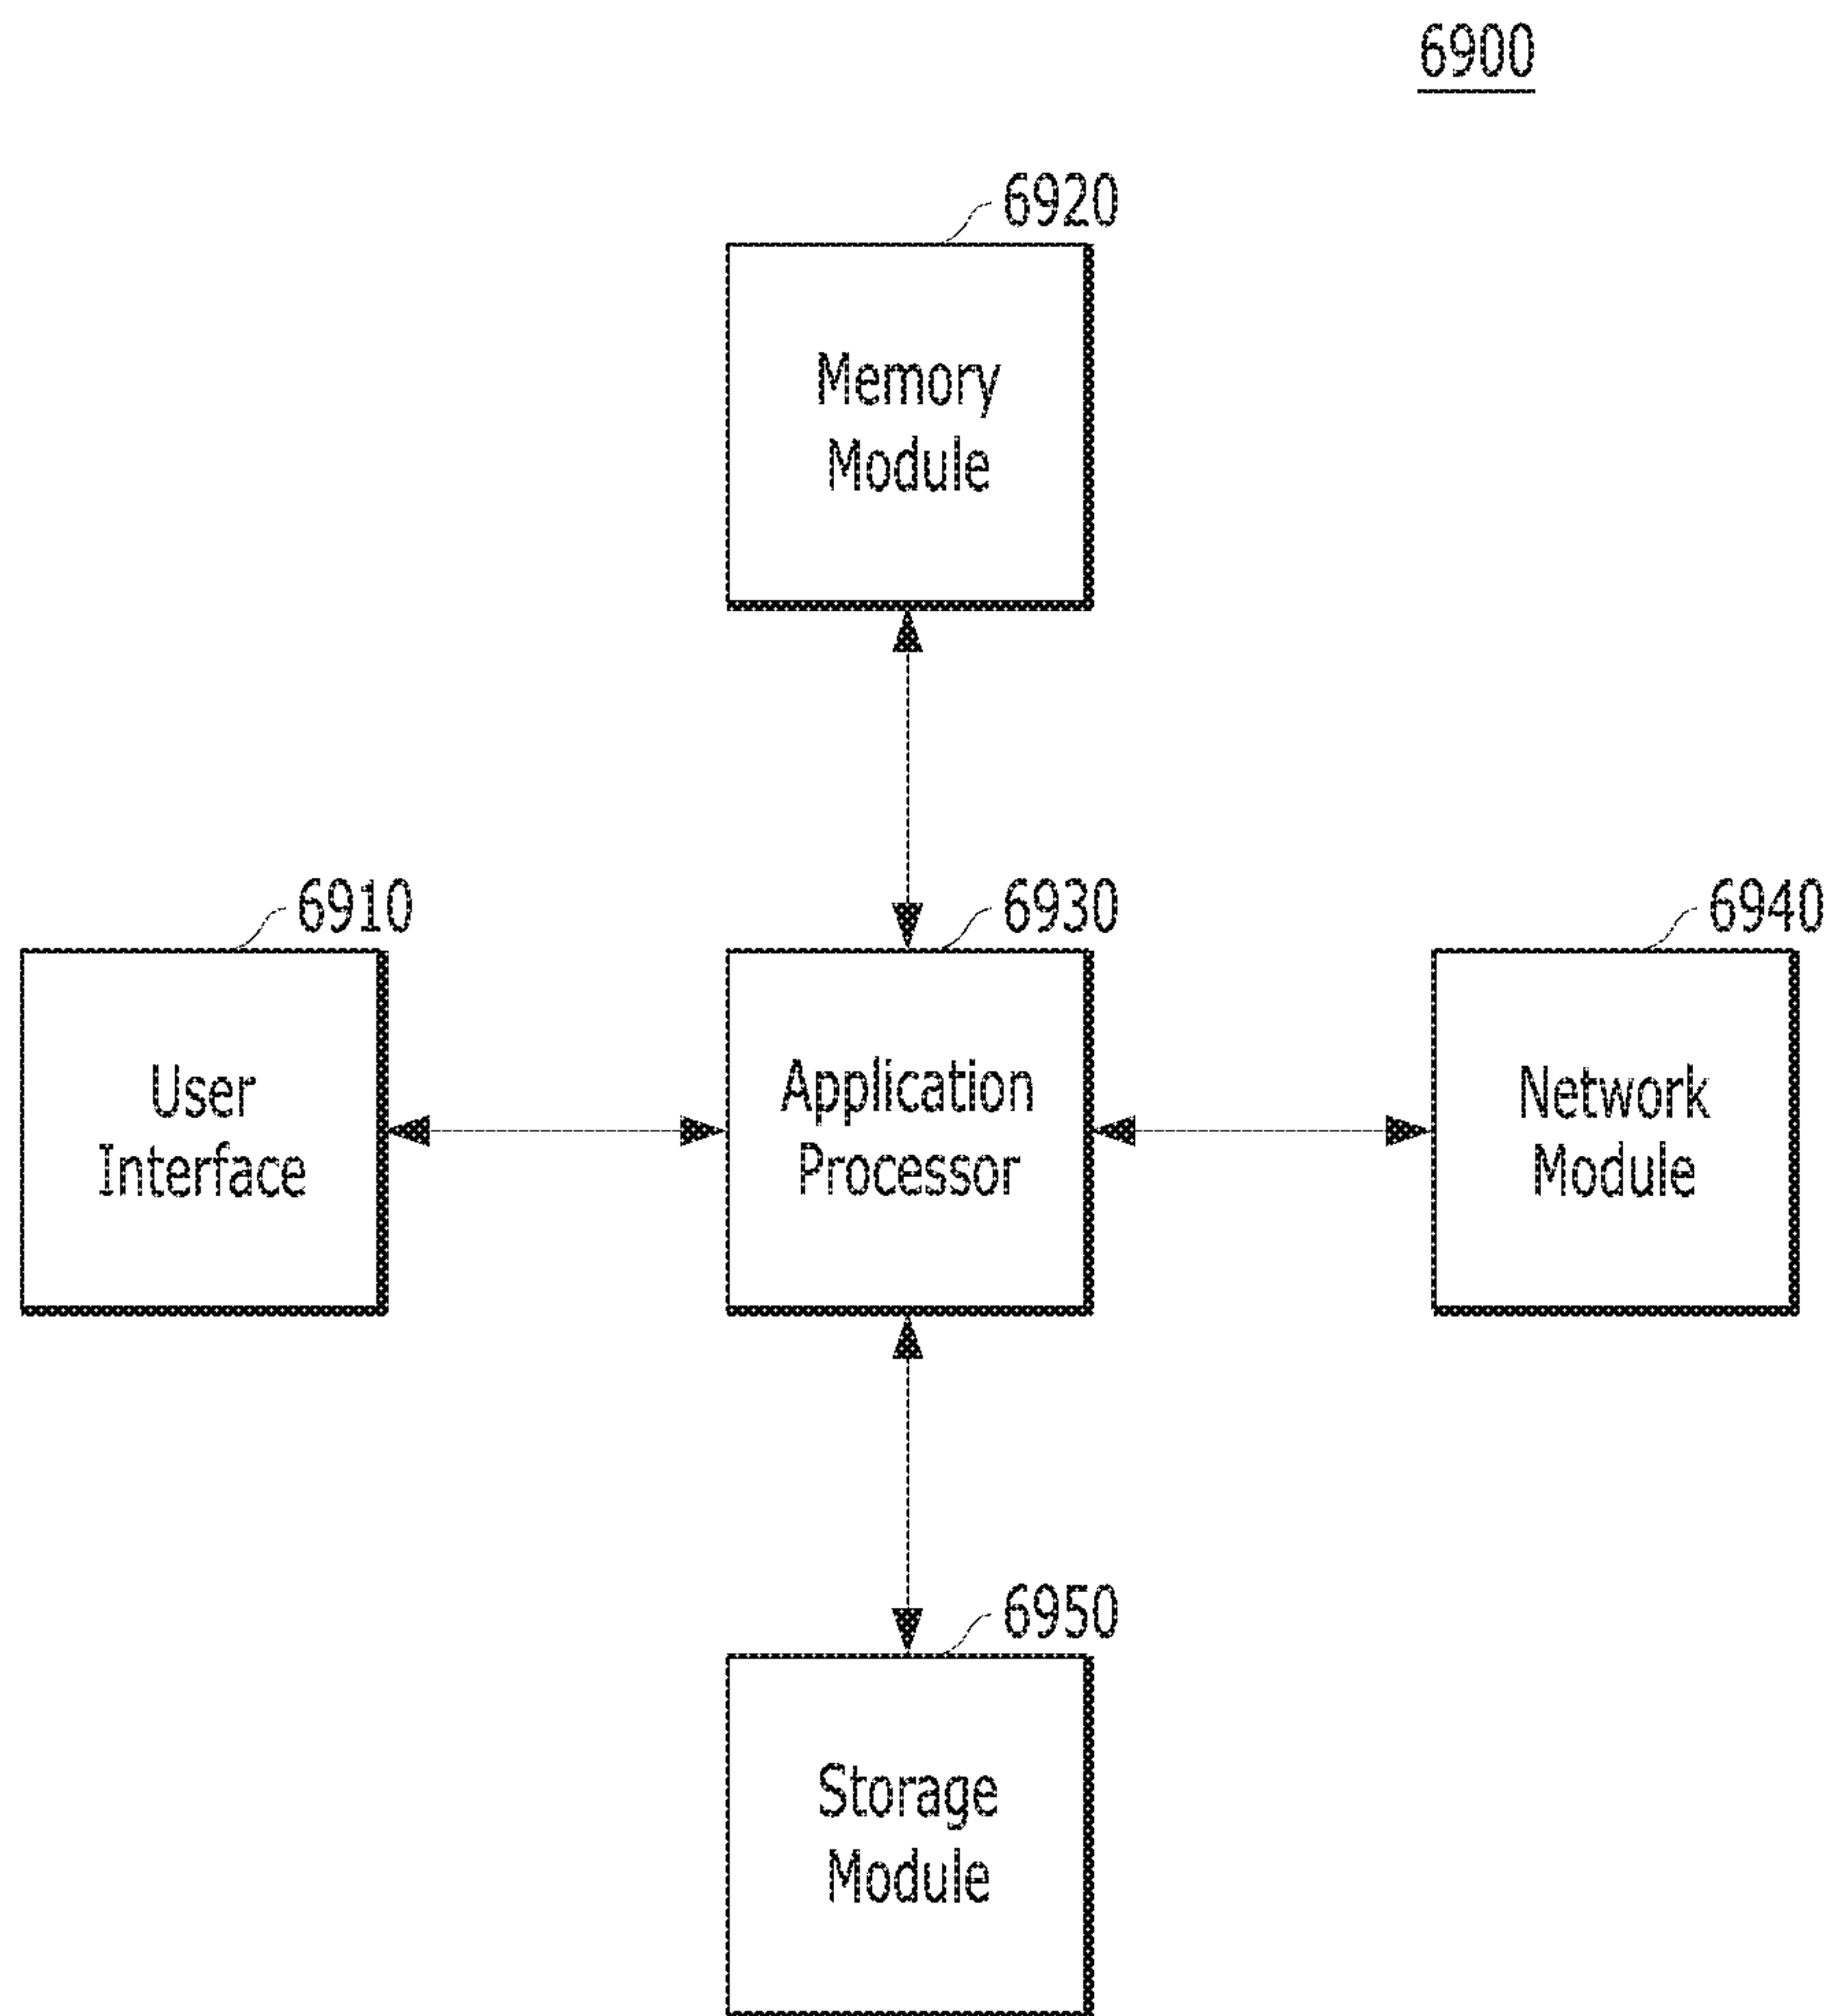 6900
6920
Memory
Module
6910
6930
6940
User
Interface
Application
Processor
Network
Module
6950
Storage
Module